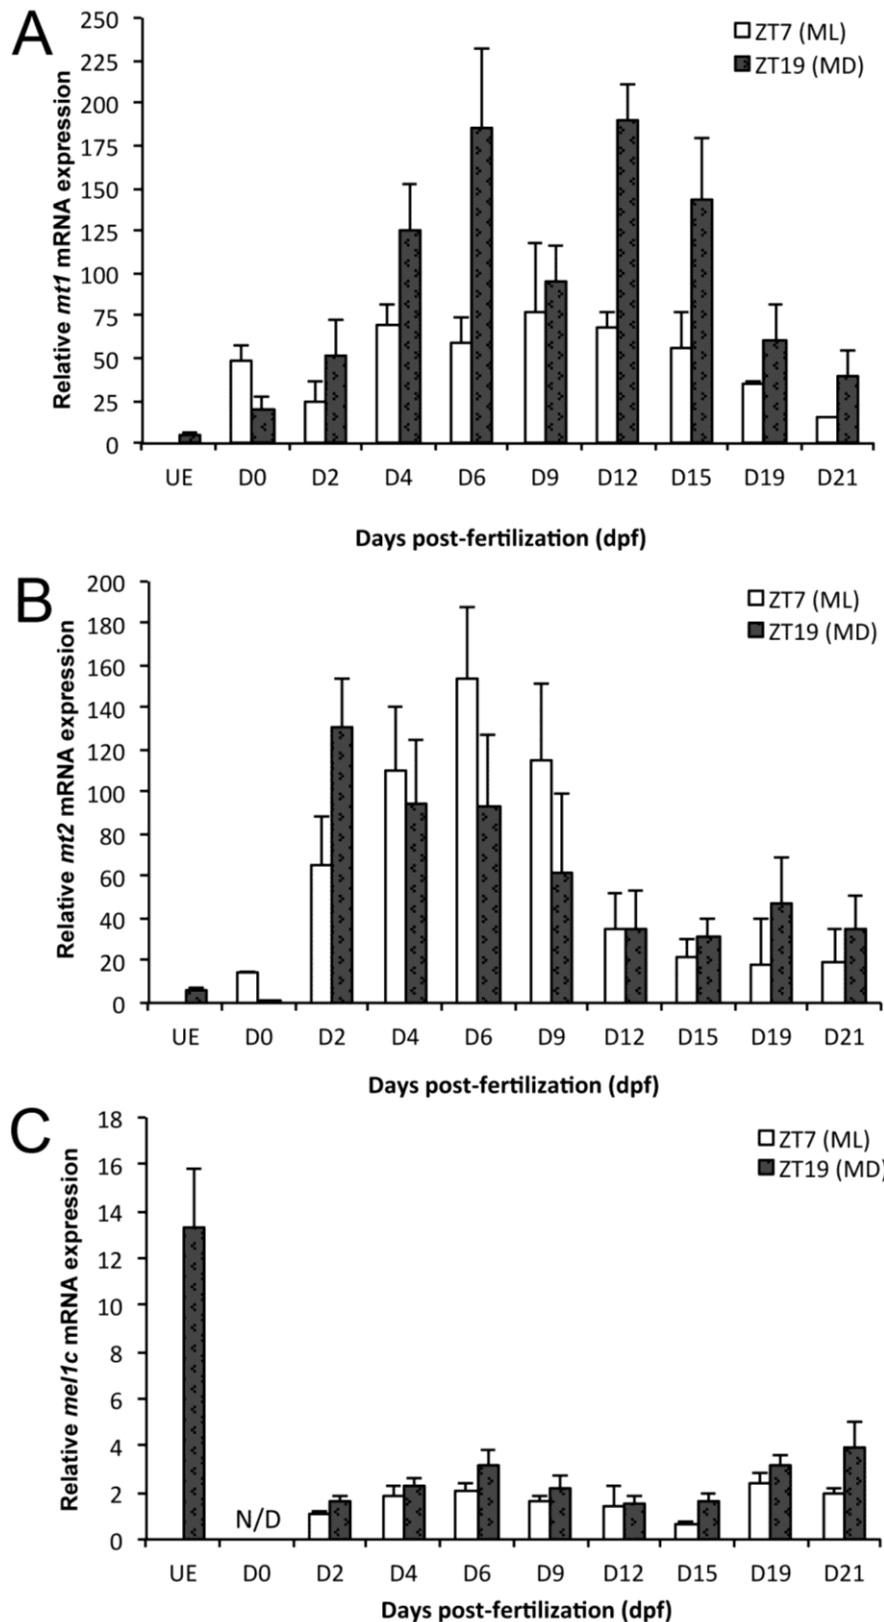 A
Relative mt1 mRNA expression
250
225
200
175
150
125
100
75
50
25
0
ZT7 (ML)
ZT19 (MD)
UE D0 D2 D4 D6 D9 D12 D15 D19 D21
Days post-fertilization (dpf)
B
Relative mt2 mRNA expression
200
180
160
140
120
100
80
60
40
20
0
ZT7 (ML)
ZT19 (MD)
UE D0 D2 D4 D6 D9 D12 D15 D19 D21
Days post-fertilization (dpf)
C
Relative mel1c mRNA expression
18
16
14
12
10
8
6
4
2
0
ZT7 (ML)
ZT19 (MD)
N/D
UE D0 D2 D4 D6 D9 D12 D15 D19 D21
Days post-fertilization (dpf)